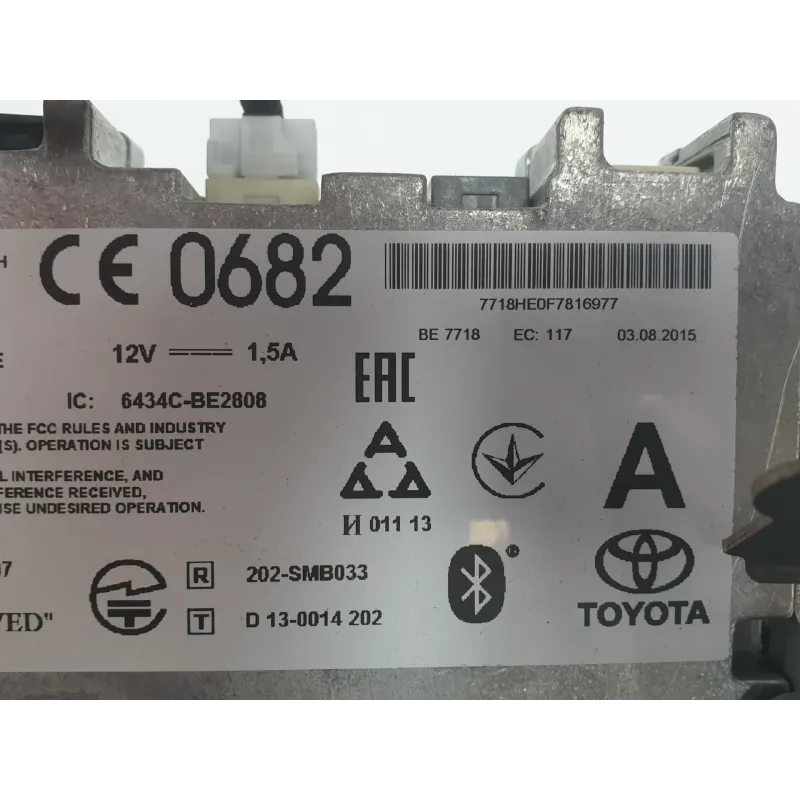 H
CE 0682
7718HE0F7816977
BE 7718 EC: 117 03.08.2015
E
12V 1,5A
EAC
IC: 6434C-BE2808
THE FCC RULES AND INDUSTRY
(S). OPERATION IS SUBJECT
L INTERFERENCE, AND
FERENCE RECEIVED,
SE UNDESIRED OPERATION.
A
И 011 13
A
7
R 202-SMB033
VED"
T D 13-0014 202
®
TOYOTA